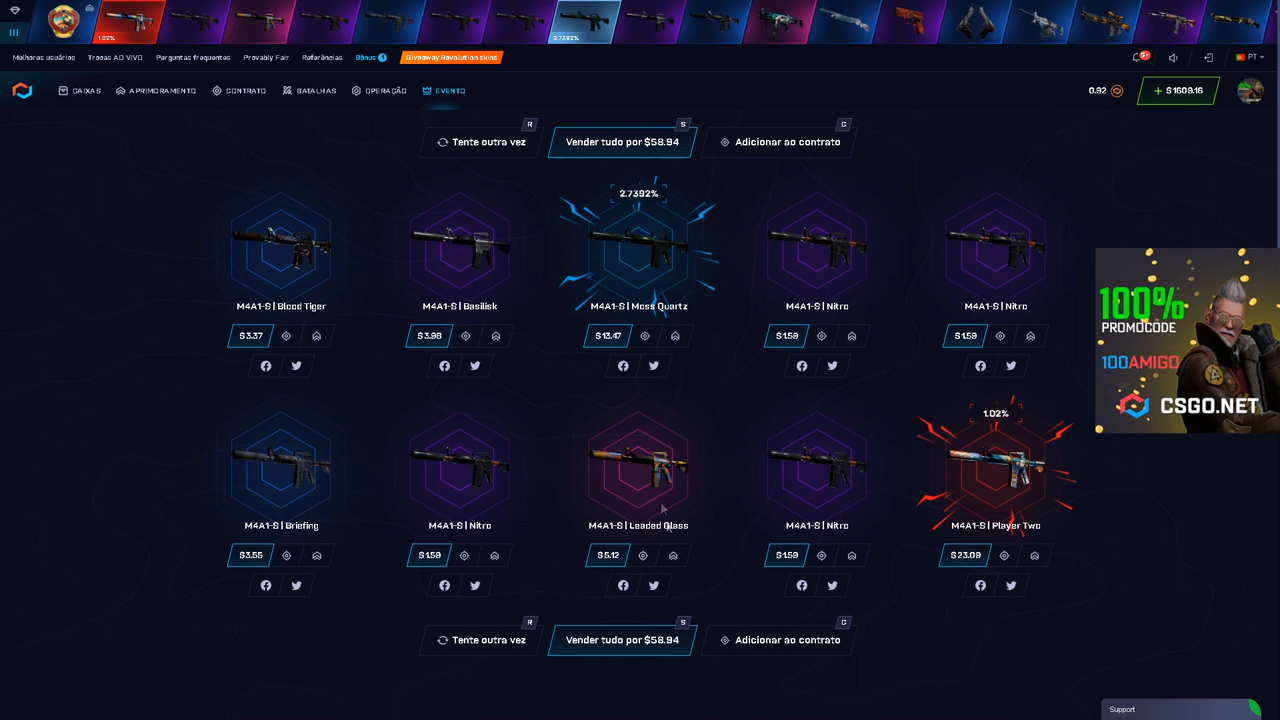 1.02%
2.7392%
Melhores usuários
Trocas AO VIVO
Perguntas frequentes
Provably Fair
Referências
Bônus
Giveaway Revolution skins
5+
PT
CAIXAS
APRIMORAMENTO
CONTRATO
BATALHAS
OPERAÇÃO
EVENTO
0.92
+ $1609.16
R
Tente outra vez
S
Vender tudo por $58.94
C
Adicionar ao contrato
2.7392%
M4A1-S | Blood Tiger
M4A1-S | Basilisk
M4A1-S | Moss Quartz
M4A1-S | Nitro
M4A1-S | Nitro
$3.37
$3.98
$13.47
$1.59
$1.59
100%
PROMOCODE
100AMIGO
CSGO.NET
1.02%
M4A1-S | Briefing
M4A1-S | Nitro
M4A1-S | Leaded Glass
M4A1-S | Nitro
M4A1-S | Player Two
$3.55
$1.59
$5.12
$1.59
$23.09
R
Tente outra vez
S
Vender tudo por $58.94
C
Adicionar ao contrato
Support